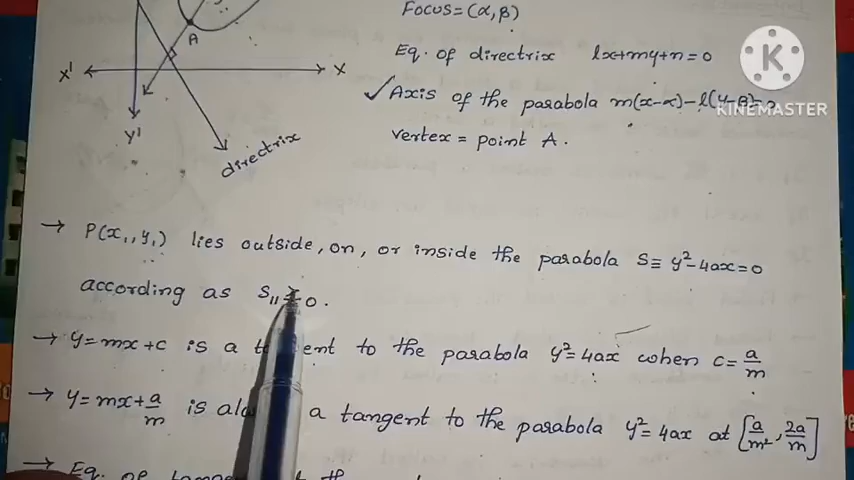 Focus=(α,β)
A
Eq. of directrix lx+my+n=0
X'
X
Axis of the parabola m(x-α)-l(y-β)=
KINEMASTER
Y'
vertex = point A.
directrix
→ P(x₁,y₁) lies outside, on, or inside the parabola S≡ y²-4ax=0
according as S₁₁ 0.
→ y=mx+c is a to the parabola y²=4ax when c=a/m
→ y=mx+a/m is a tangent to the parabola y²=4ax at [a/m², 2a/m]
→ Eq. of